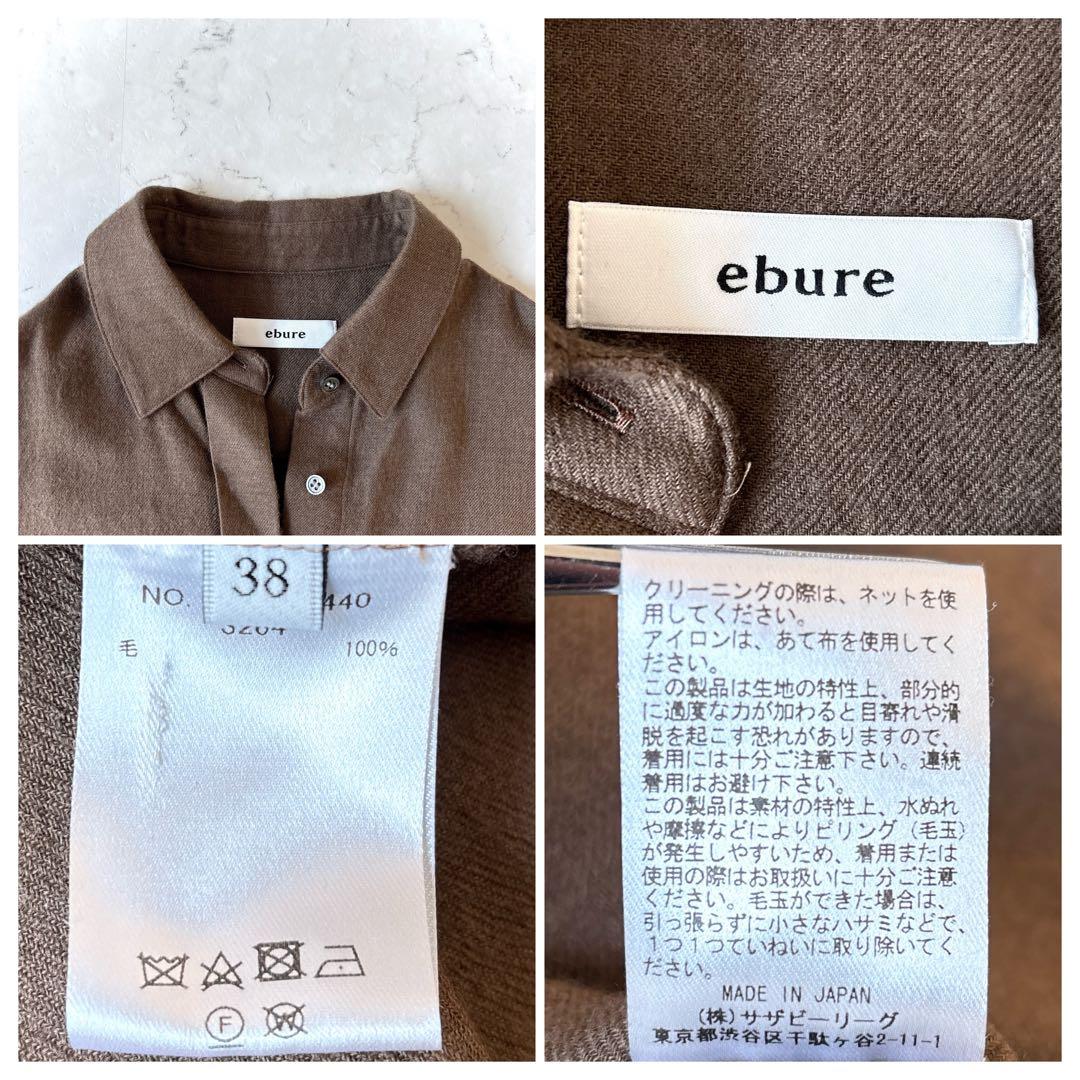 ebure
ebure
38
NO.
440
3204
毛 100%
F
W
クリーニングの際は、ネットを使
用してください。
アイロンは、あて布を使用してく
ださい。
この製品は生地の特性上、部分的
に過度な力が加わると目寄れや滑
脱を起こす恐れがありますので、
着用には十分ご注意下さい。連続
着用はお避け下さい。
この製品は素材の特性上、水ぬれ
や摩擦などによりピリング（毛玉）
が発生しやすいため、着用または
使用の際はお取扱いに十分ご注意
ください。毛玉ができた場合は、
引っ張らずに小さなハサミなどで、
１つ１つていねいに取り除いてく
ださい。
MADE IN JAPAN
(株)サザビーリーグ
東京都渋谷区千駄ヶ谷2-11-1